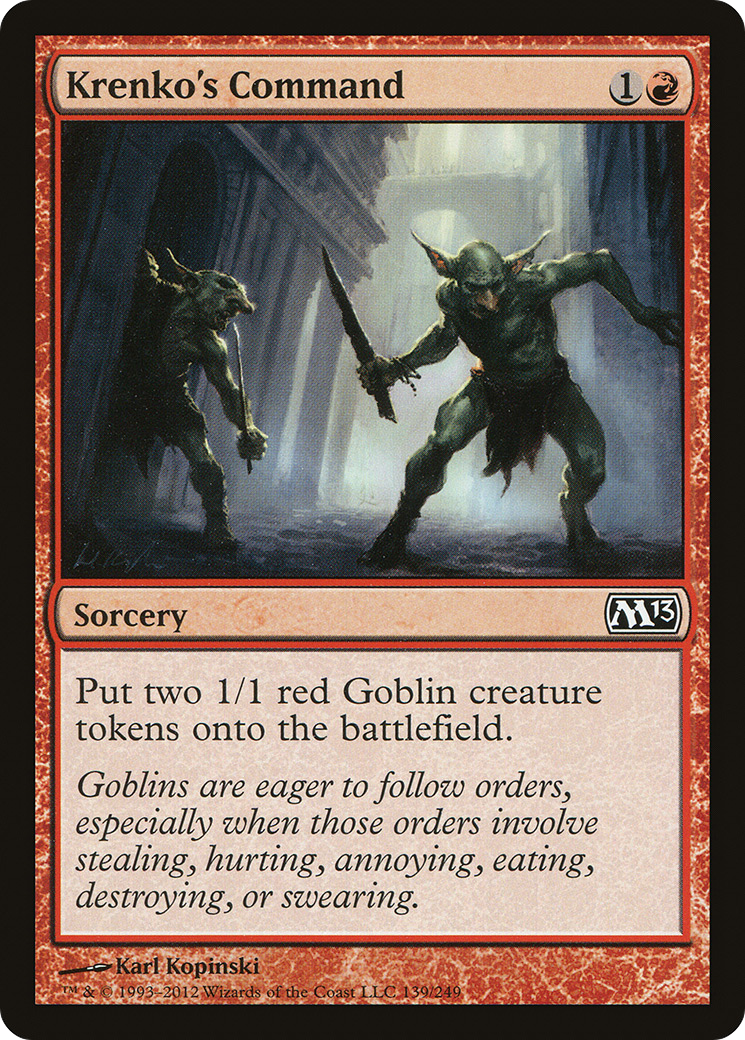 Krenko's Command
1
Sorcery
M13
Put two 1/1 red Goblin creature
tokens onto the battlefield.
Goblins are eager to follow orders,
especially when those orders involve
stealing, hurting, annoying, eating,
destroying, or swearing.
Karl Kopinski
™ & © 1993–2012 Wizards of the Coast LLC 139/249